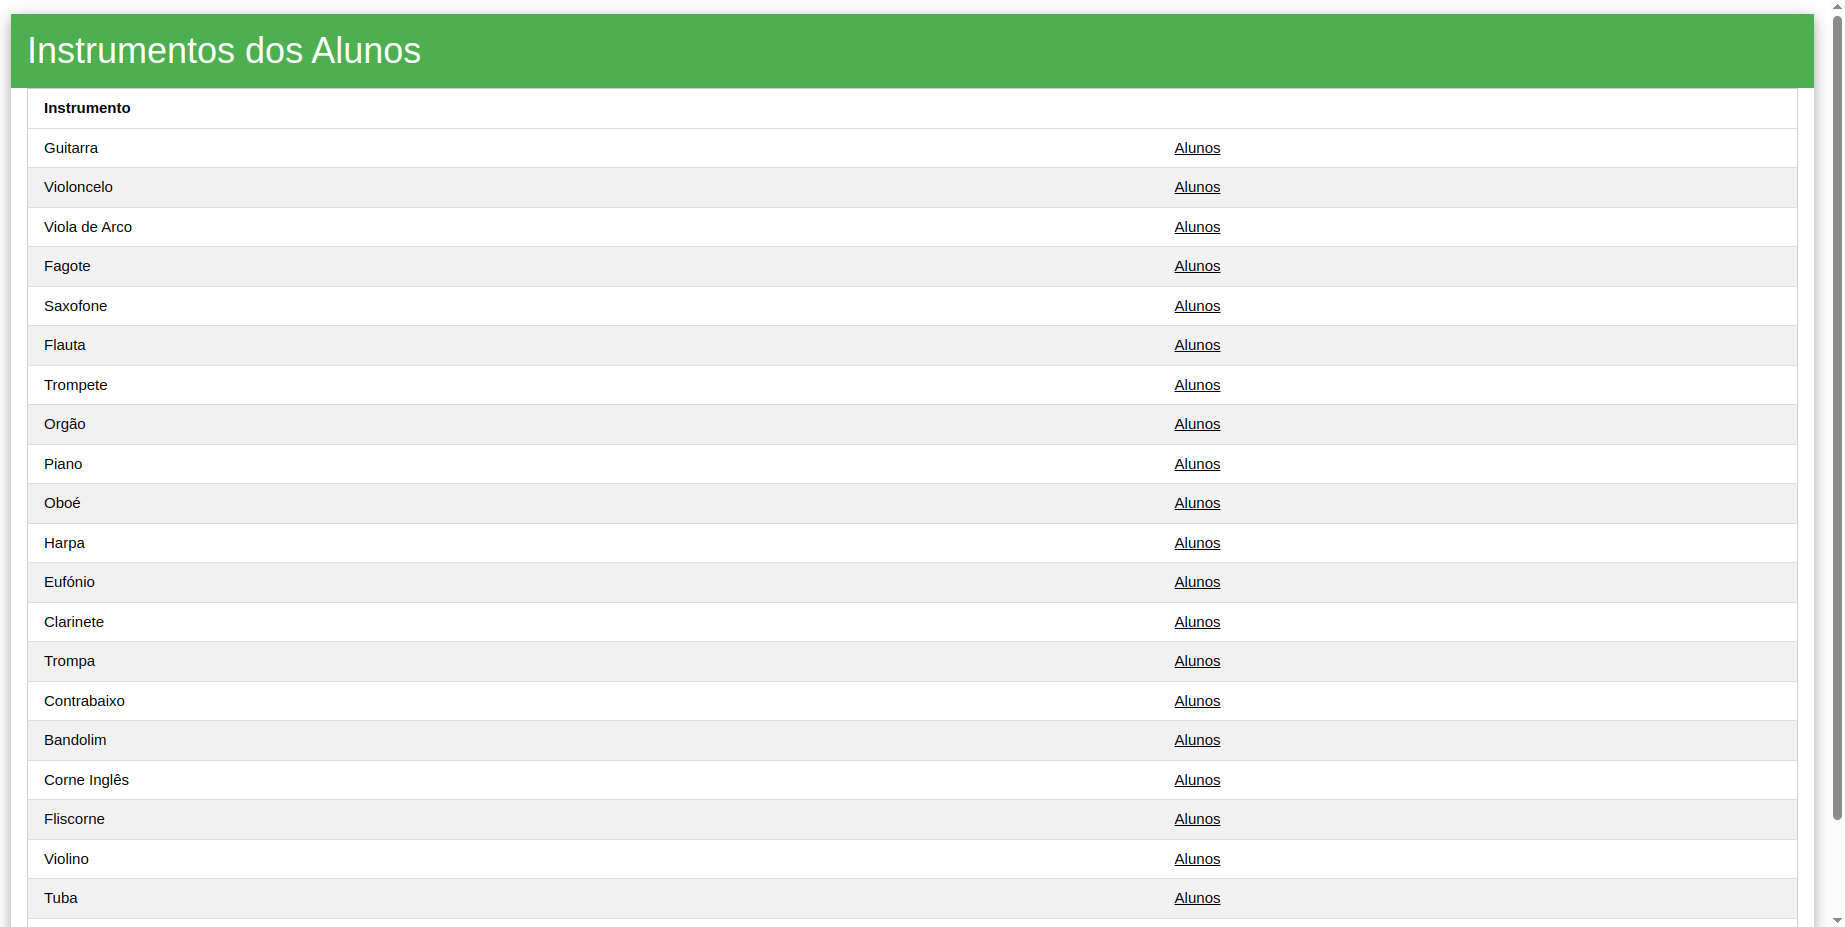 Instrumentos dos Alunos
Instrumento
Guitarra Alunos
Violoncelo Alunos
Viola de Arco Alunos
Fagote Alunos
Saxofone Alunos
Flauta Alunos
Trompete Alunos
Orgão Alunos
Piano Alunos
Oboé Alunos
Harpa Alunos
Eufónio Alunos
Clarinete Alunos
Trompa Alunos
Contrabaixo Alunos
Bandolim Alunos
Corne Inglês Alunos
Fliscorne Alunos
Violino Alunos
Tuba Alunos